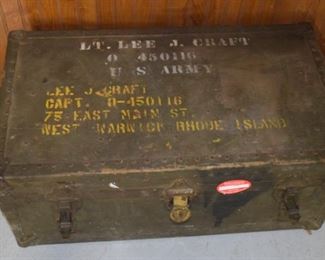 LT. LEE J. CRAFT
O 450116
U S ARMY
LEE J. CRAFT
CAPT. O-450116
75 EAST MAIN ST.
WEST WARWICK RHODE ISLAND